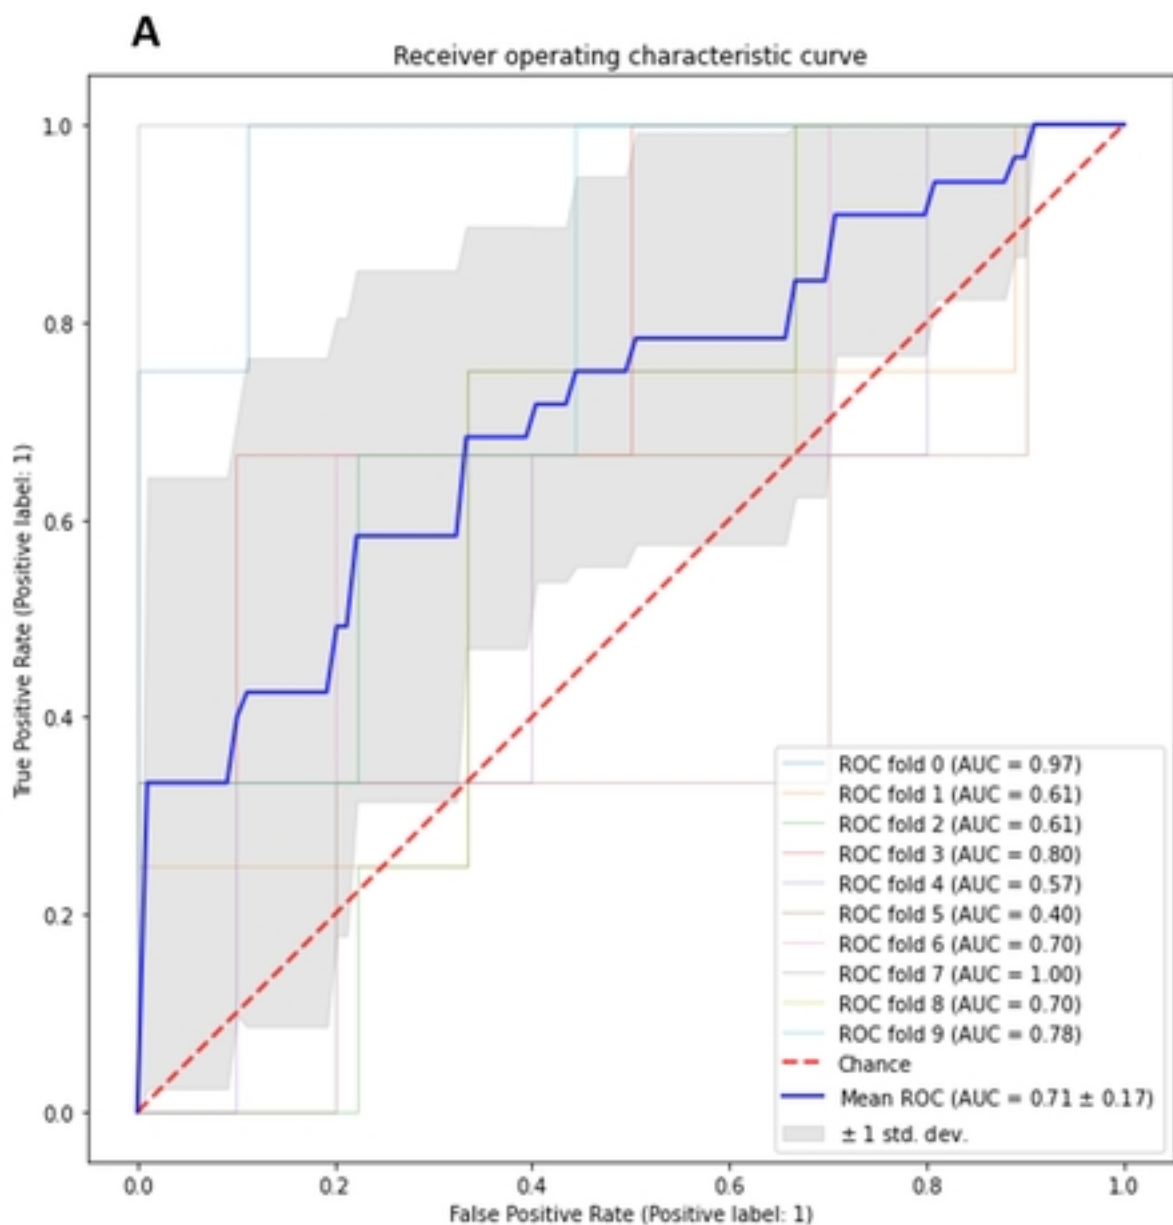 A
Receiver operating characteristic curve
1.0
0.8
0.6
0.4
0.2
0.0
True Positive Rate (Positive label: 1)
ROC fold 0 (AUC = 0.97)
ROC fold 1 (AUC = 0.61)
ROC fold 2 (AUC = 0.61)
ROC fold 3 (AUC = 0.80)
ROC fold 4 (AUC = 0.57)
ROC fold 5 (AUC = 0.40)
ROC fold 6 (AUC = 0.70)
ROC fold 7 (AUC = 1.00)
ROC fold 8 (AUC = 0.70)
ROC fold 9 (AUC = 0.78)
Chance
Mean ROC (AUC = 0.71 ± 0.17)
± 1 std. dev.
0.0 0.2 0.4 0.6 0.8 1.0
False Positive Rate (Positive label: 1)